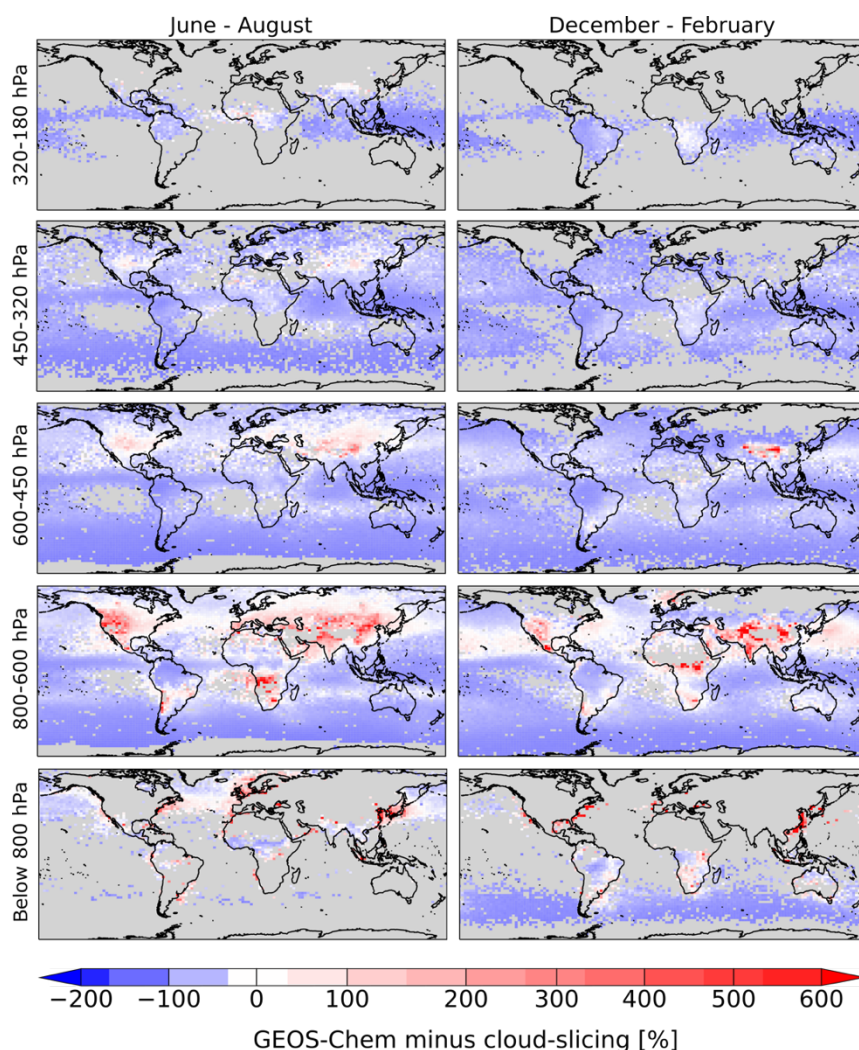 June - August
December - February
320-180 hPa
450-320 hPa
600-450 hPa
800-600 hPa
Below 800 hPa
−200 −100 0 100 200 300 400 500 600
GEOS-Chem minus cloud-slicing [%]